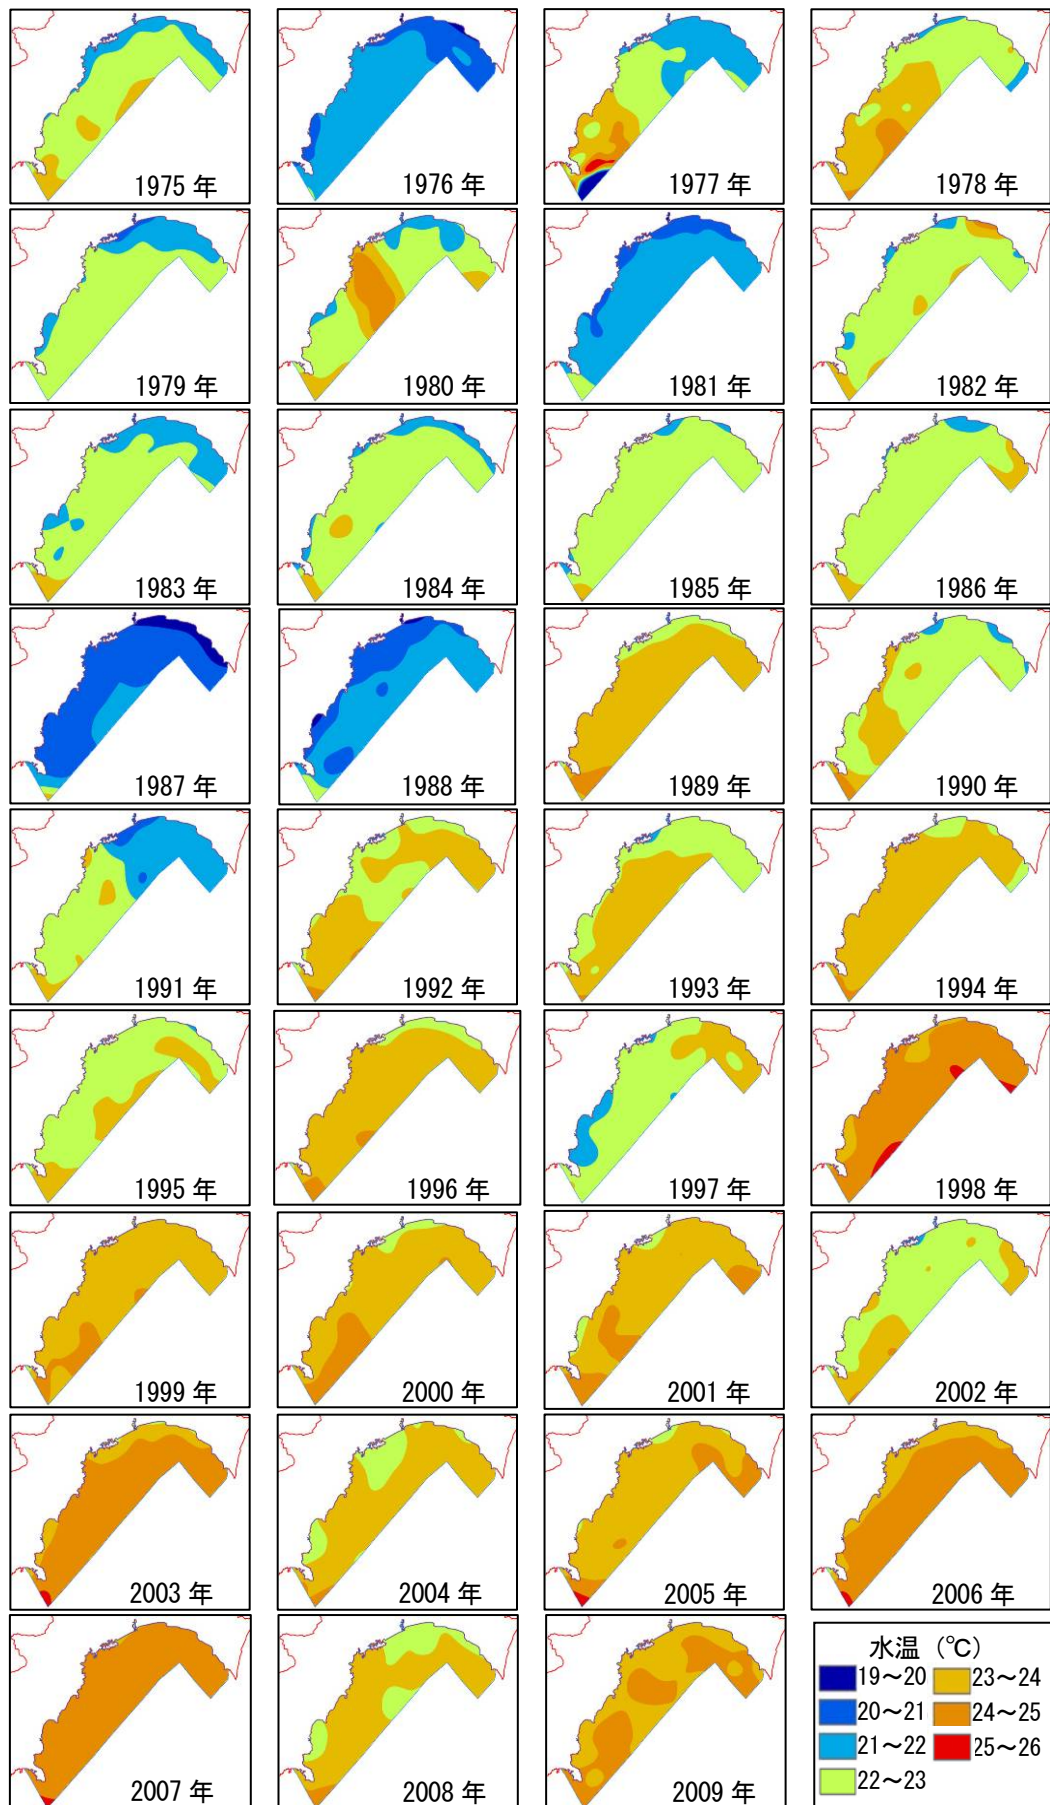 1975 年
1976 年
1977 年
1978 年
1979 年
1980 年
1981 年
1982 年
1983 年
1984 年
1985 年
1986 年
1987 年
1988 年
1989 年
1990 年
1991 年
1992 年
1993 年
1994 年
1995 年
1996 年
1997 年
1998 年
1999 年
2000 年
2001 年
2002 年
2003 年
2004 年
2005 年
2006 年
2007 年
2008 年
2009 年
水温（℃）
19～20 23～24
20～21 24～25
21～22 25～26
22～23